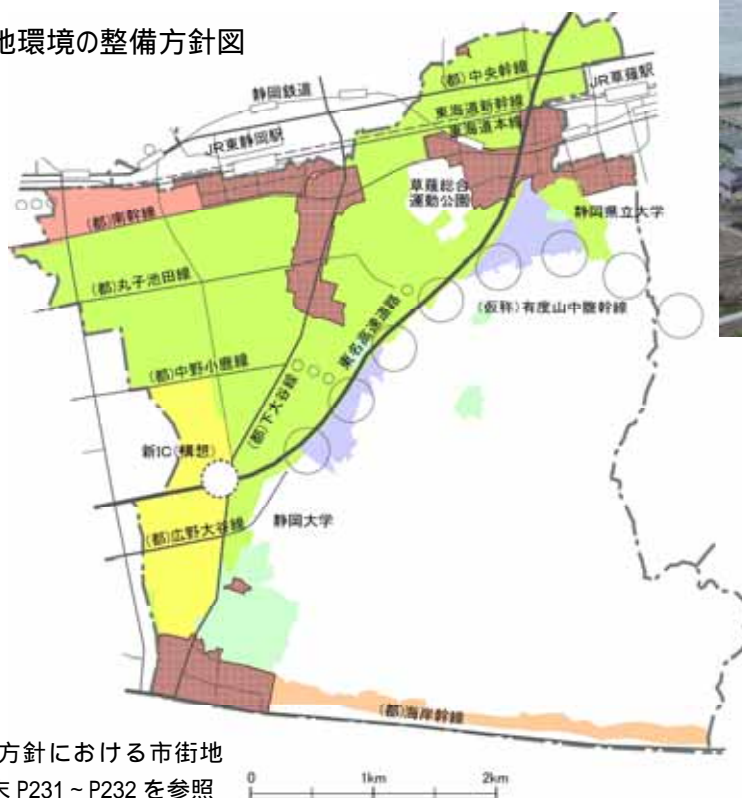 地環境の整備方針図
(都)中央幹線
JR草薙駅
静岡鉄道
東海道新幹線
東海道本線
JR東静岡駅
草薙総合
運動公園
静岡県立大学
(都)南幹線
(都)丸子池田線
(仮称)有度山中腹幹線
東名高速道路
(都)中野小鹿線
(都)下大谷線
新IC(構想)
静岡大学
(都)広野大谷線
(都)海岸幹線
方針における市街地
末 P231~P232 を参照
0 1km 2km